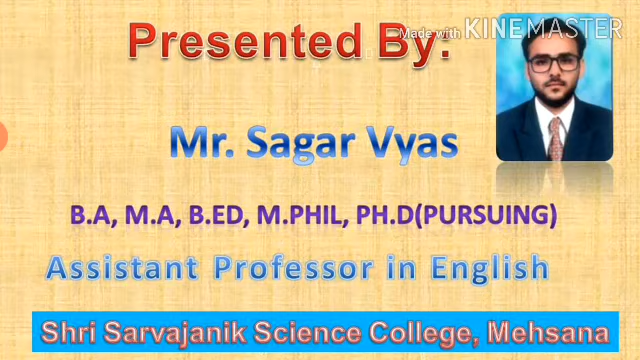 Presented By:
Made with KINEMASTER
Mr. Sagar Vyas
B.A, M.A, B.ED, M.PHIL, PH.D(PURSUING)
Assistant Professor in English
Shri Sarvajanik Science College, Mehsana